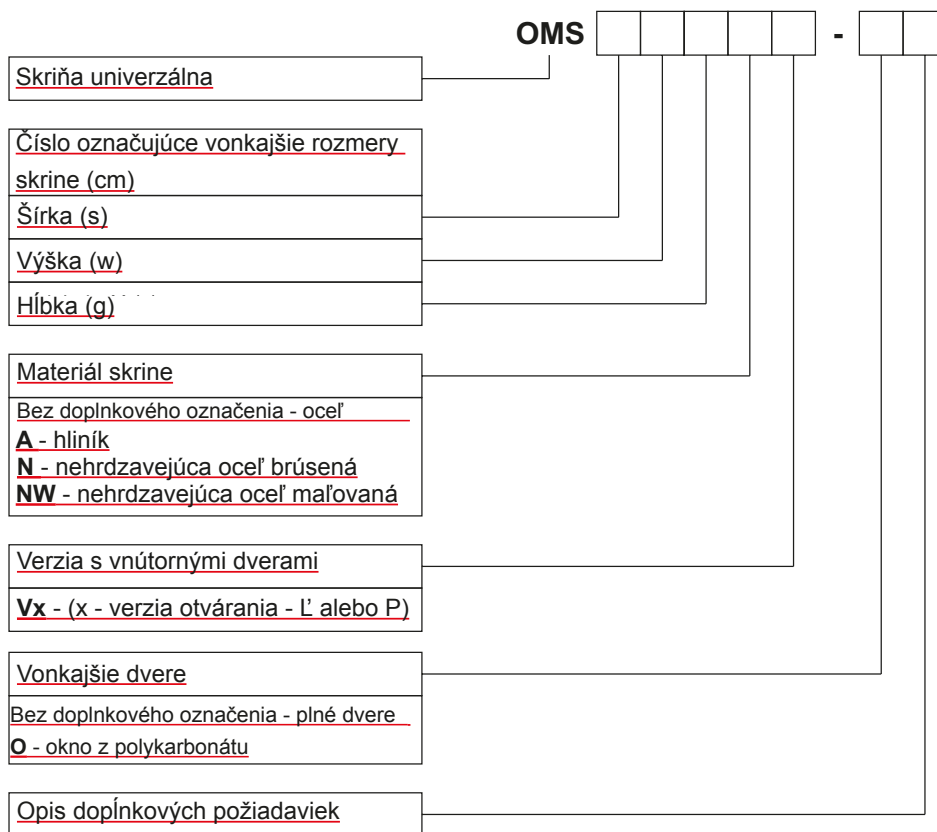 OMS -
Skriňa univerzálna
Číslo označujúce vonkajšie rozmery
skrine (cm)
Šírka (s)
Výška (w)
Hĺbka (g)
Materiál skrine
Bez doplnkového označenia - oceľ
A - hliník
N - nehrdzavejúca oceľ brúsená
NW - nehrdzavejúca oceľ maľovaná
Verzia s vnútornými dverami
Vx - (x - verzia otvárania - Ľ alebo P)
Vonkajšie dvere
Bez doplnkového označenia - plné dvere
O - okno z polykarbonátu
Opis dopĺnkových požiadaviek